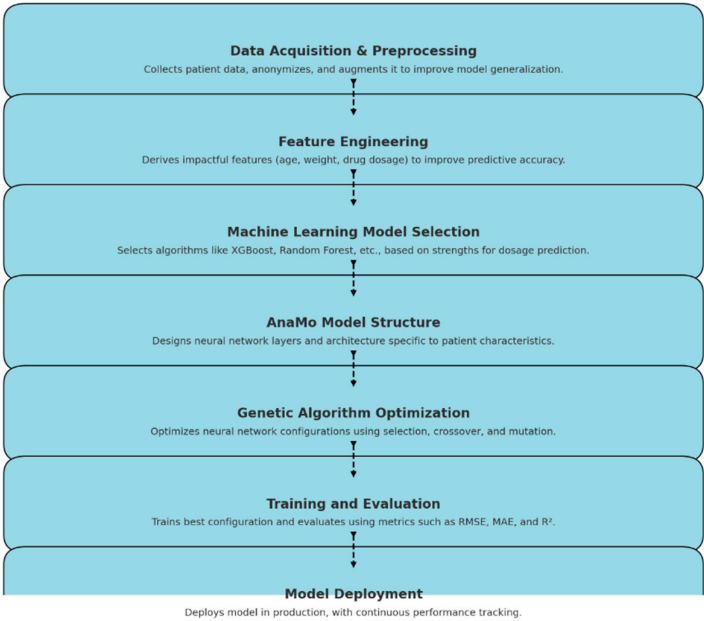 Data Acquisition & Preprocessing
Collects patient data, anonymizes, and augments it to improve model generalization.
Feature Engineering
Derives impactful features (age, weight, drug dosage) to improve predictive accuracy.
Machine Learning Model Selection
Selects algorithms like XGBoost, Random Forest, etc., based on strengths for dosage prediction.
AnaMo Model Structure
Designs neural network layers and architecture specific to patient characteristics.
Genetic Algorithm Optimization
Optimizes neural network configurations using selection, crossover, and mutation.
Training and Evaluation
Trains best configuration and evaluates using metrics such as RMSE, MAE, and R².
Model Deployment
Deploys model in production, with continuous performance tracking.